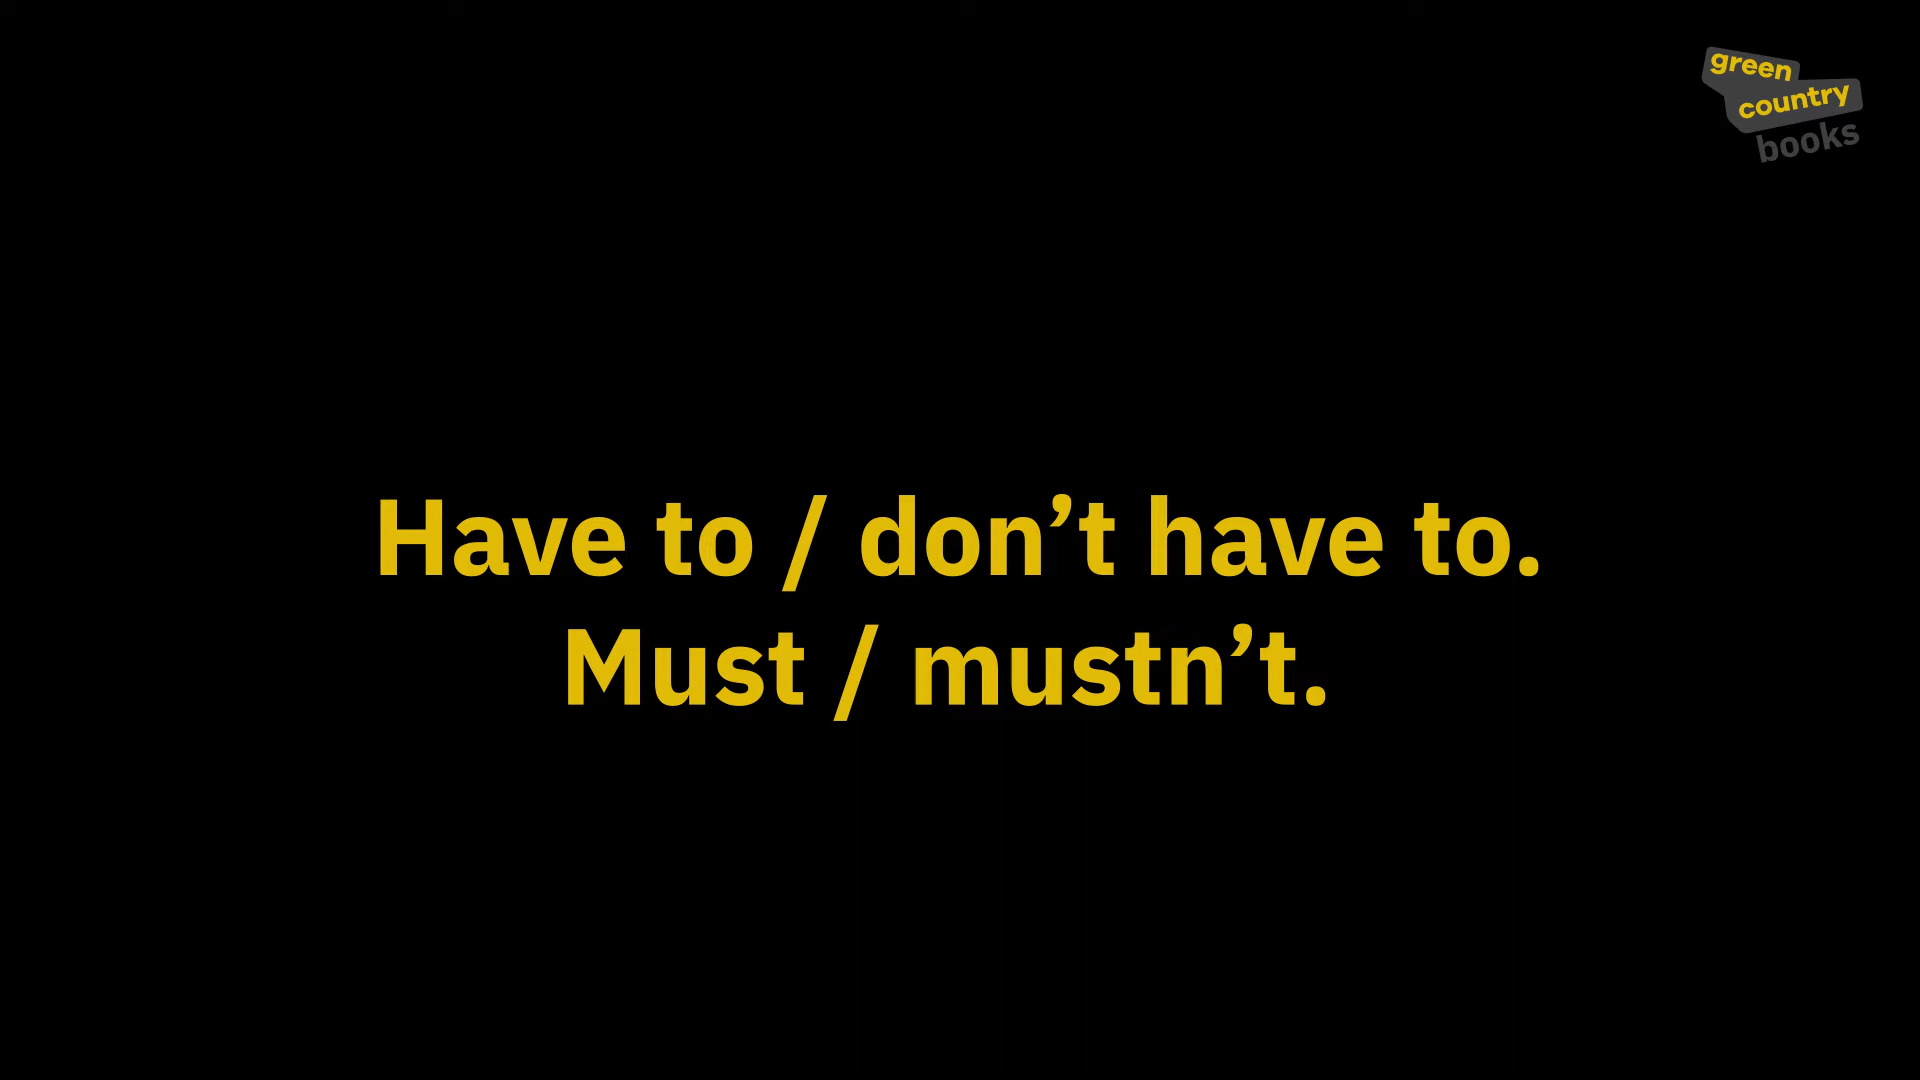 green
country
books
Have to / don’t have to.
Must / mustn’t.